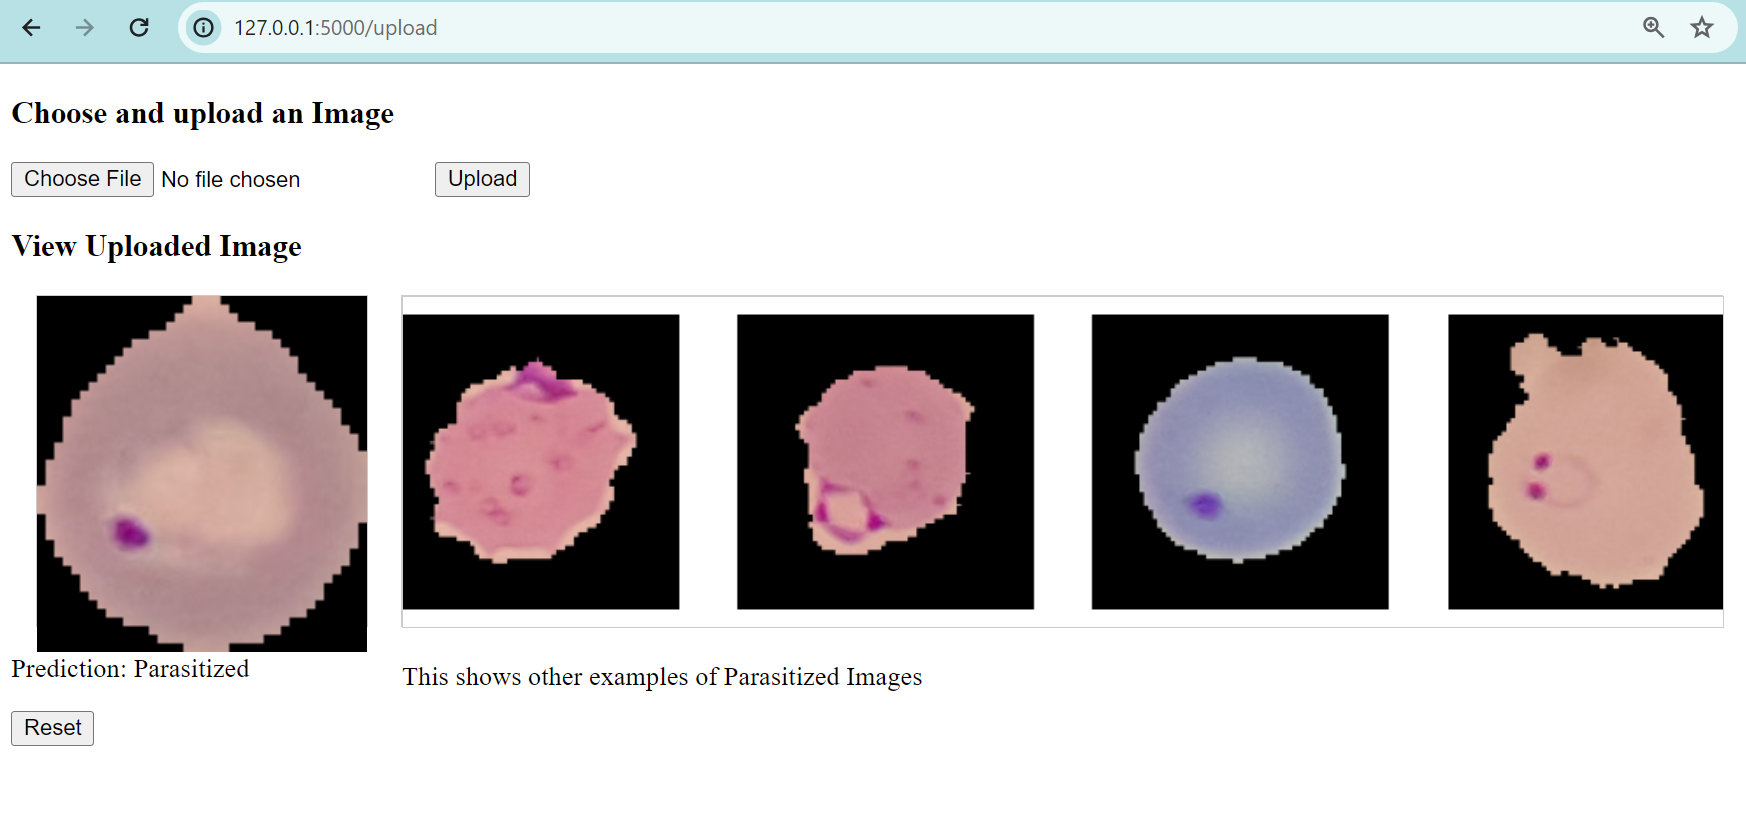 127.0.0.1:5000/upload
Choose and upload an Image
Choose File No file chosen Upload
View Uploaded Image
Prediction: Parasitized
This shows other examples of Parasitized Images
Reset